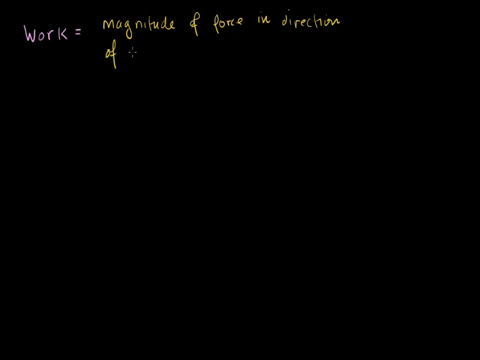 Work = magnitude of force in direction
of